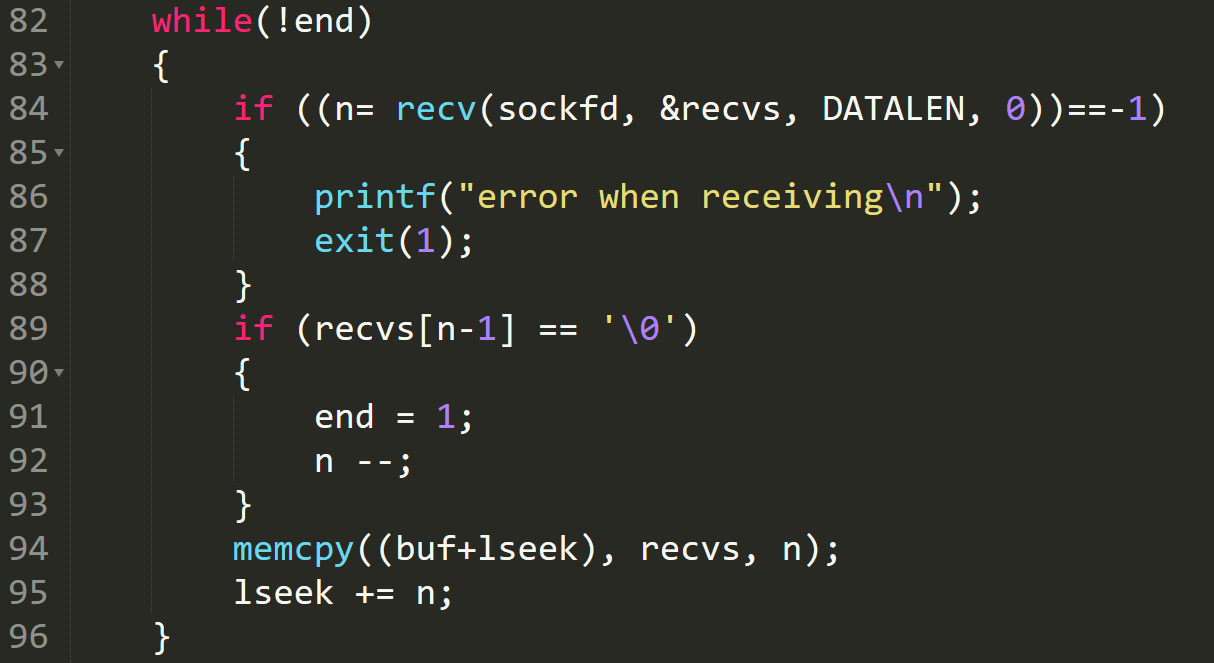 82 while(!end)
83 {
84 if ((n= recv(sockfd, &recvs, DATALEN, 0))==-1)
85 {
86 printf("error when receiving\n");
87 exit(1);
88 }
89 if (recvs[n-1] == '\0')
90 {
91 end = 1;
92 n --;
93 }
94 memcpy((buf+lseek), recvs, n);
95 lseek += n;
96 }